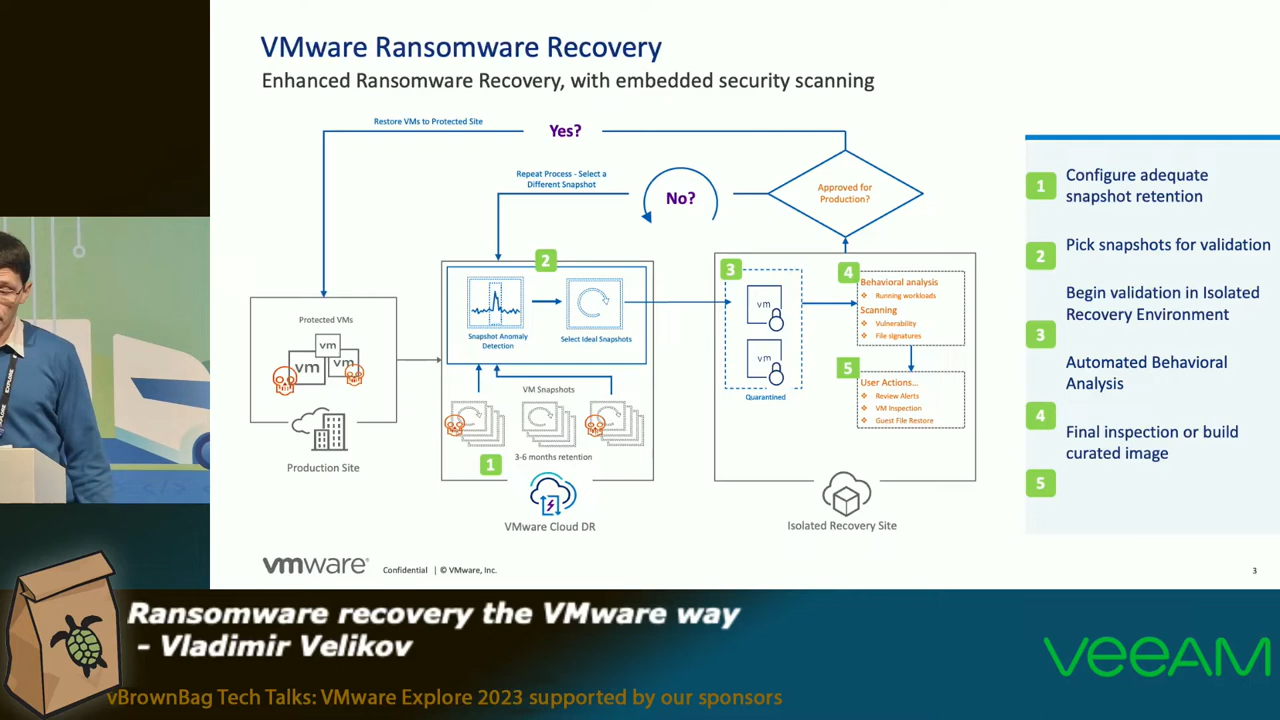 VMware Ransomware Recovery
Enhanced Ransomware Recovery, with embedded security scanning
Restore VMs to Protected Site
Yes?
Repeat Process - Select a
Different Snapshot
No?
Approved for
Production?
Protected VMs
vm
vm
vm
Production Site
2
Snapshot Anomaly
Detection
Select Ideal Snapshots
VM Snapshots
3-6 months retention
1
VMware Cloud DR
3
vm
vm
Quarantined
4
Behavioral analysis
Running workloads
Scanning
Vulnerability
File signatures
5
User Actions...
Review Alerts
VM Inspection
Guest File Restore
Isolated Recovery Site
1
Configure adequate
snapshot retention
2
Pick snapshots for validation
Begin validation in Isolated
Recovery Environment
3
Automated Behavioral
Analysis
4
Final inspection or build
curated image
5
vmware®
Confidential | © VMware, Inc.
3
EXPLORE
Ransomware recovery the VMware way
- Vladimir Velikov
veeam
vBrownBag Tech Talks: VMware Explore 2023 supported by our sponsors